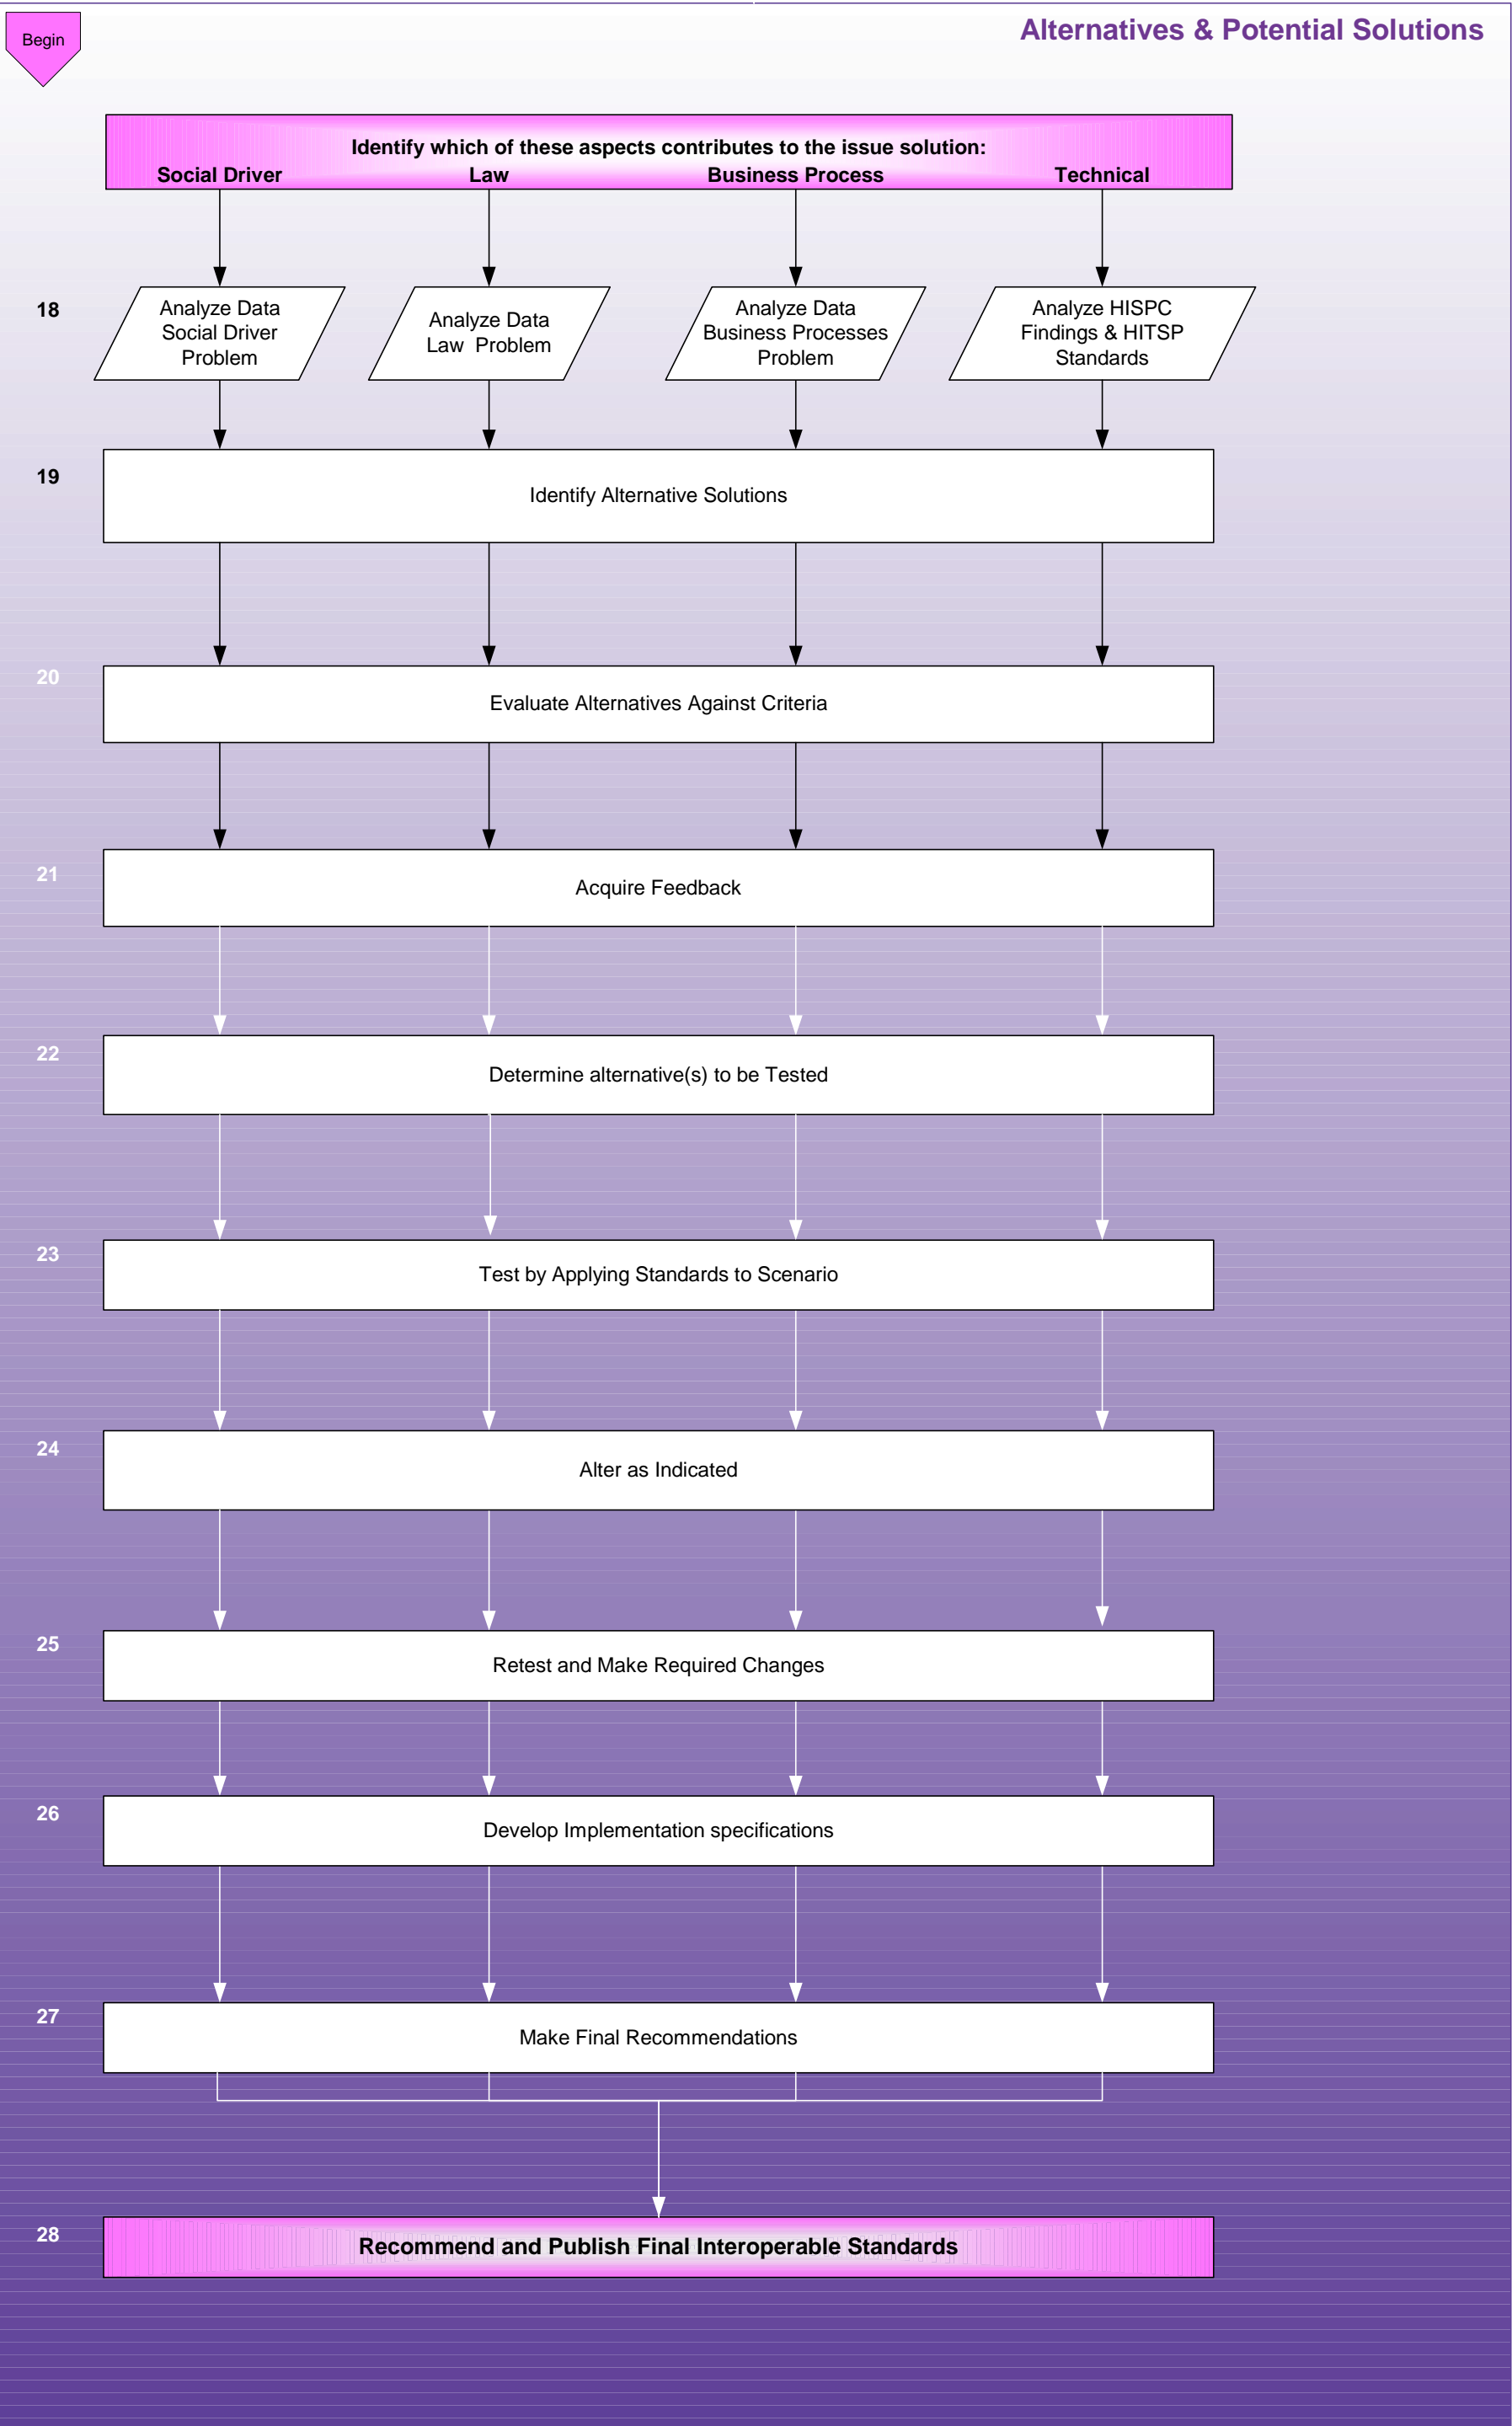 Begin
Alternatives & Potential Solutions
Identify which of these aspects contributes to the issue solution:
Social Driver Law Business Process Technical
18
Analyze Data
Social Driver
Problem
Analyze Data
Law Problem
Analyze Data
Business Processes
Problem
Analyze HISPC
Findings & HITSP
Standards
19
Identify Alternative Solutions
20
Evaluate Alternatives Against Criteria
21
Acquire Feedback
22
Determine alternative(s) to be Tested
23
Test by Applying Standards to Scenario
24
Alter as Indicated
25
Retest and Make Required Changes
26
Develop Implementation specifications
27
Make Final Recommendations
28
Recommend and Publish Final Interoperable Standards